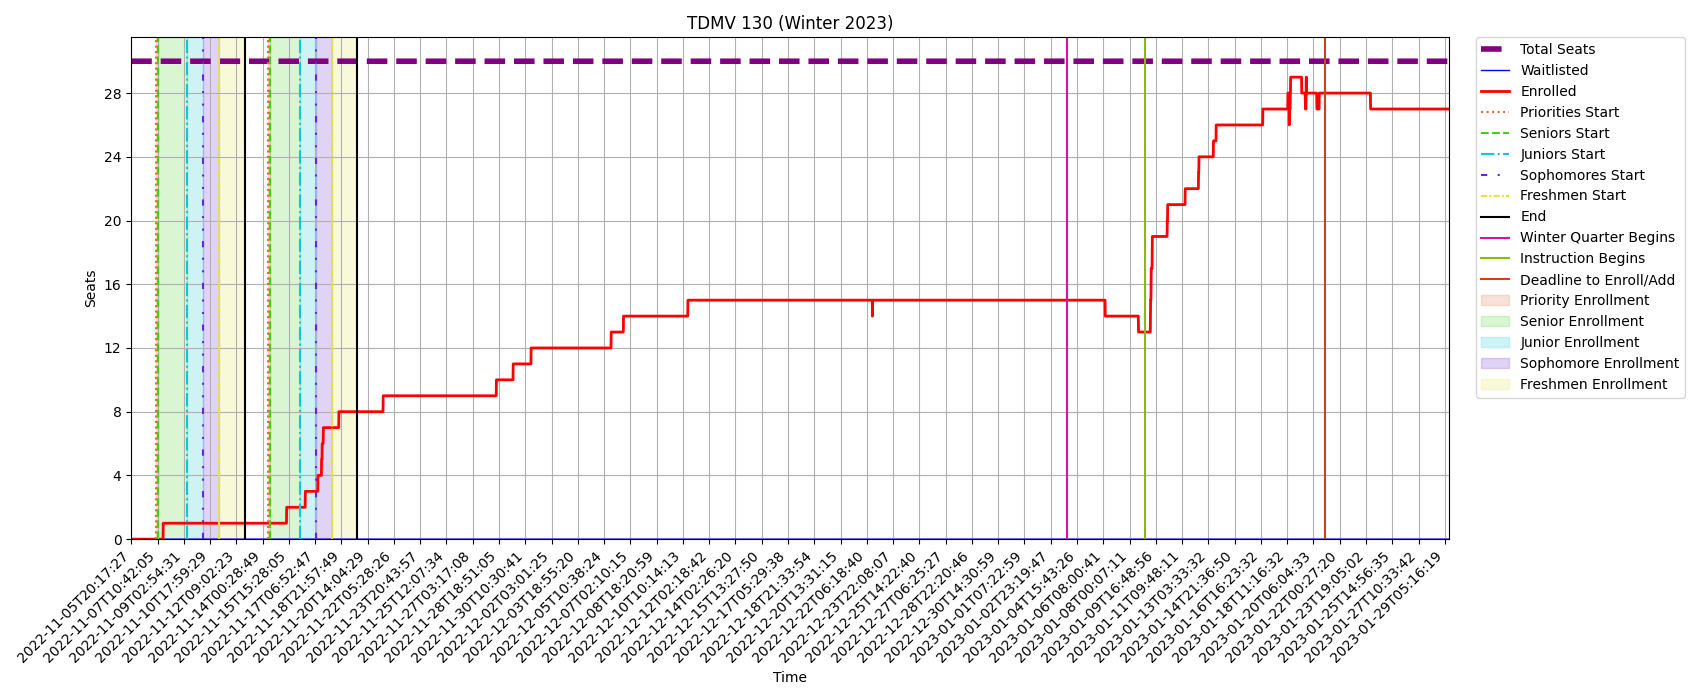 TDMV 130 (Winter 2023)
Seats
28
24
20
16
12
8
4
0
2022-11-05T20:17:27
2022-11-07T10:42:05
2022-11-09T02:54:31
2022-11-10T17:59:29
2022-11-12T09:02:23
2022-11-14T00:28:49
2022-11-15T15:28:05
2022-11-17T06:52:47
2022-11-18T21:57:49
2022-11-20T14:04:29
2022-11-22T05:28:26
2022-11-23T20:43:57
2022-11-25T12:07:34
2022-11-27T03:17:08
2022-11-28T18:51:05
2022-11-30T10:30:41
2022-12-02T03:01:25
2022-12-03T18:55:20
2022-12-05T10:38:24
2022-12-07T02:10:15
2022-12-08T18:20:59
2022-12-10T10:14:13
2022-12-12T02:18:42
2022-12-14T02:26:20
2022-12-15T13:27:50
2022-12-17T05:29:38
2022-12-18T21:33:54
2022-12-20T13:31:15
2022-12-22T06:18:40
2022-12-23T22:08:07
2022-12-25T14:22:40
2022-12-27T06:25:27
2022-12-28T22:20:46
2022-12-30T14:30:59
2023-01-01T07:22:59
2023-01-02T23:19:47
2023-01-04T15:43:26
2023-01-06T08:00:41
2023-01-08T00:07:11
2023-01-09T16:48:56
2023-01-11T09:48:11
2023-01-13T03:33:32
2023-01-14T21:36:50
2023-01-16T16:23:32
2023-01-18T11:16:32
2023-01-20T06:04:33
2023-01-22T00:27:20
2023-01-23T19:05:02
2023-01-25T14:56:35
2023-01-27T10:33:42
2023-01-29T05:16:19
Time
Total Seats
Waitlisted
Enrolled
Priorities Start
Seniors Start
Juniors Start
Sophomores Start
Freshmen Start
End
Winter Quarter Begins
Instruction Begins
Deadline to Enroll/Add
Priority Enrollment
Senior Enrollment
Junior Enrollment
Sophomore Enrollment
Freshmen Enrollment